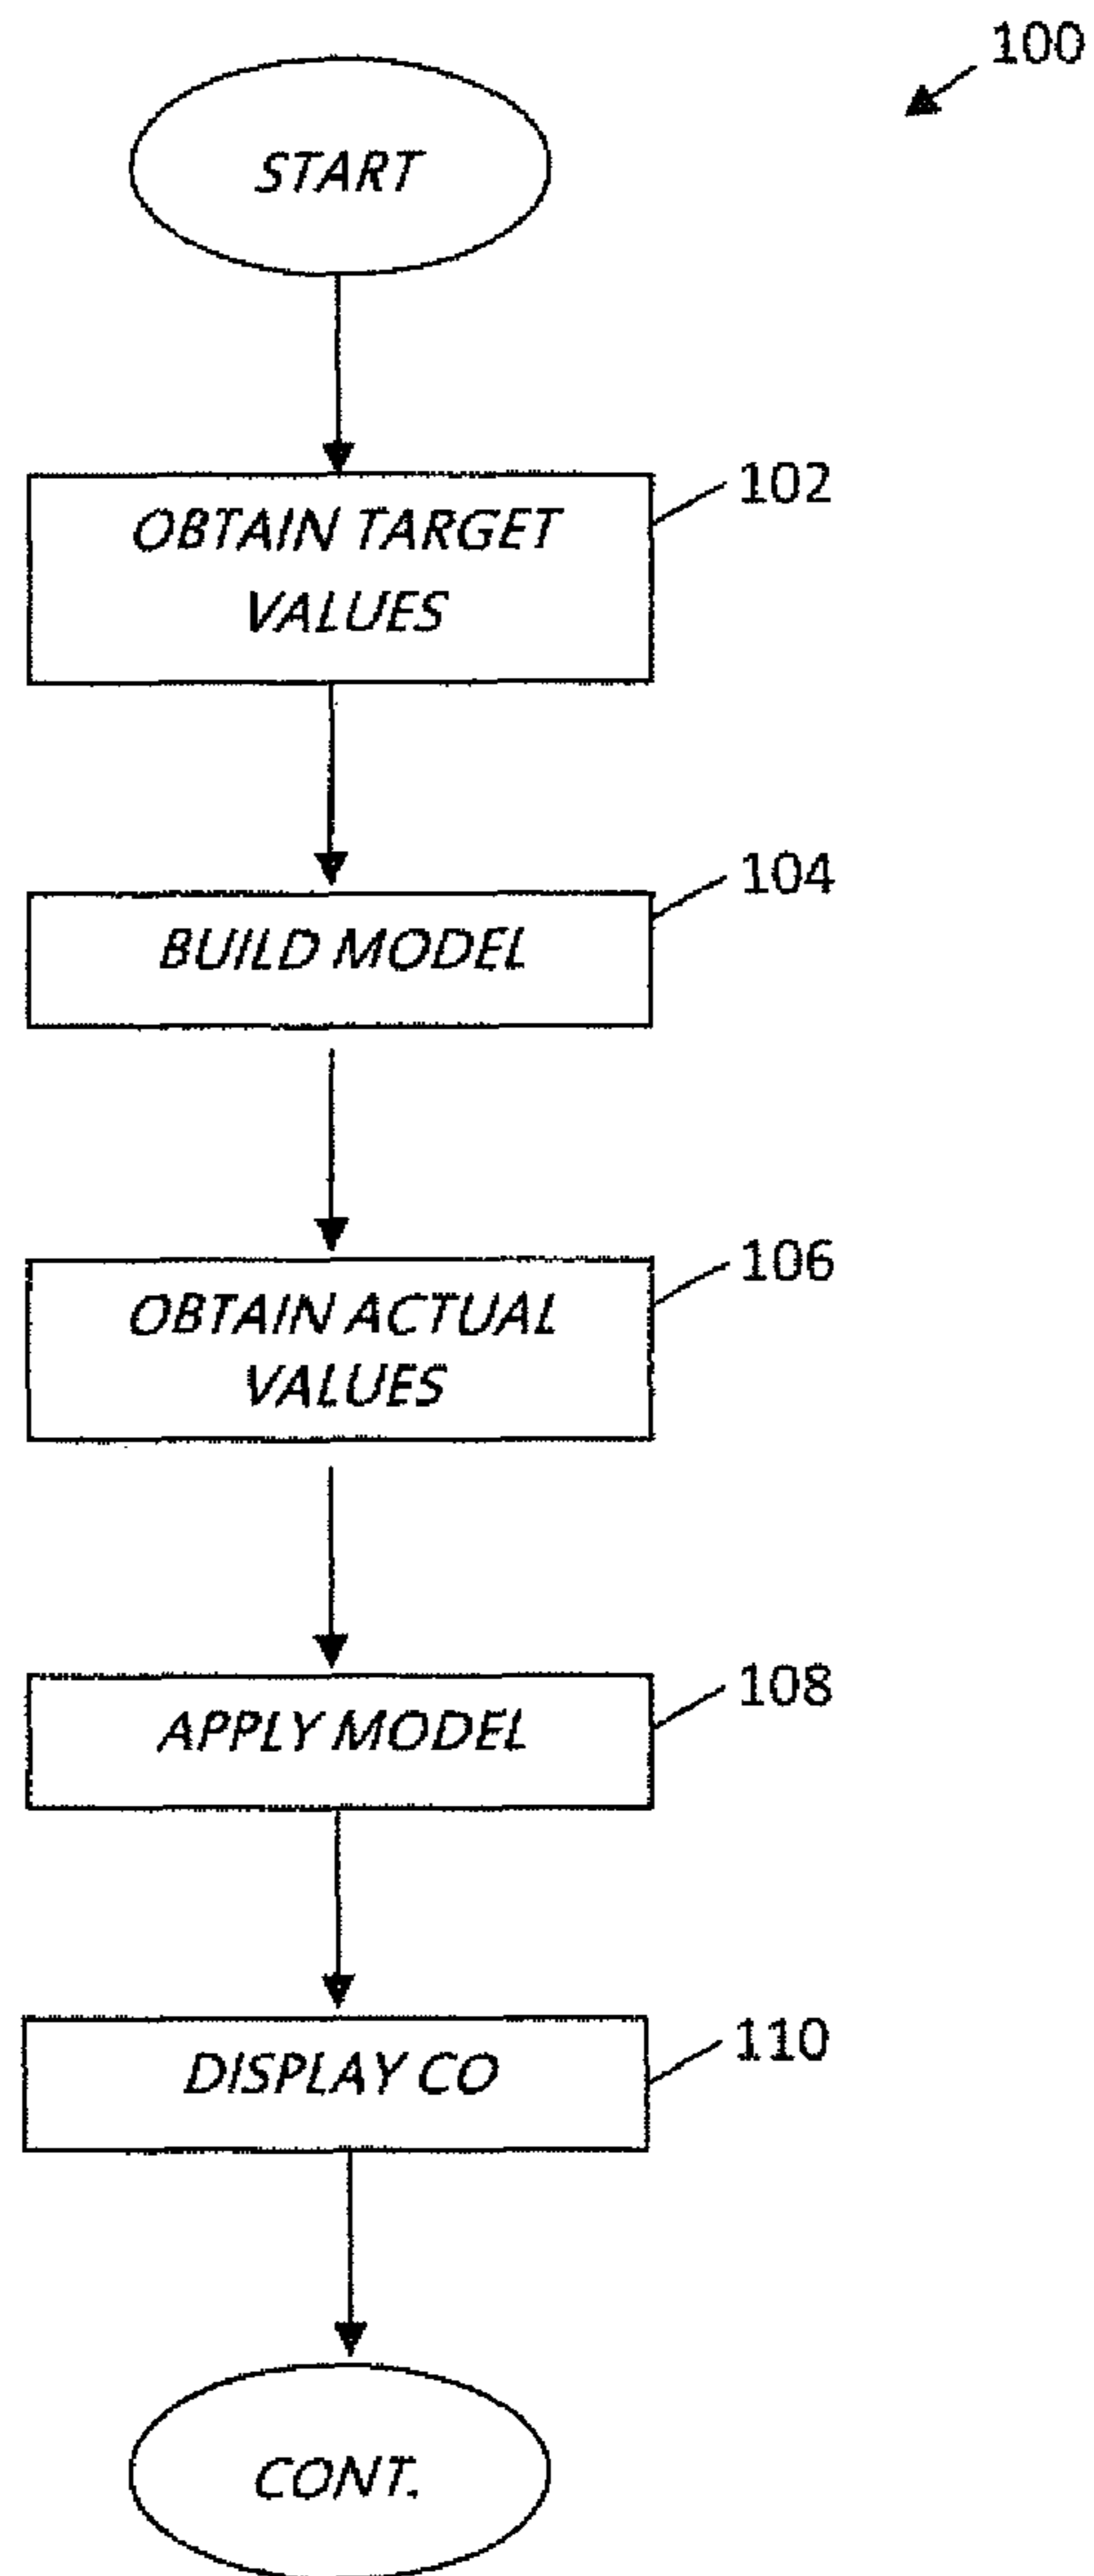 100
START
102
OBTAIN TARGET
VALUES
104
BUILD MODEL
106
OBTAIN ACTUAL
VALUES
108
APPLY MODEL
110
DISPLAY CO
CONT.